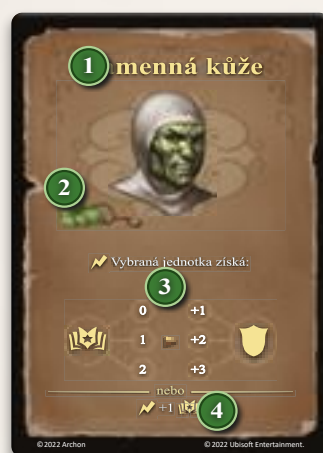 1
menná kůže
2
Vybraná jednotka získá:
3
0 +1
1 +2
2 +3
nebo
+1
4
©2022 Archon ©2022 Ubisoft Entertainment.